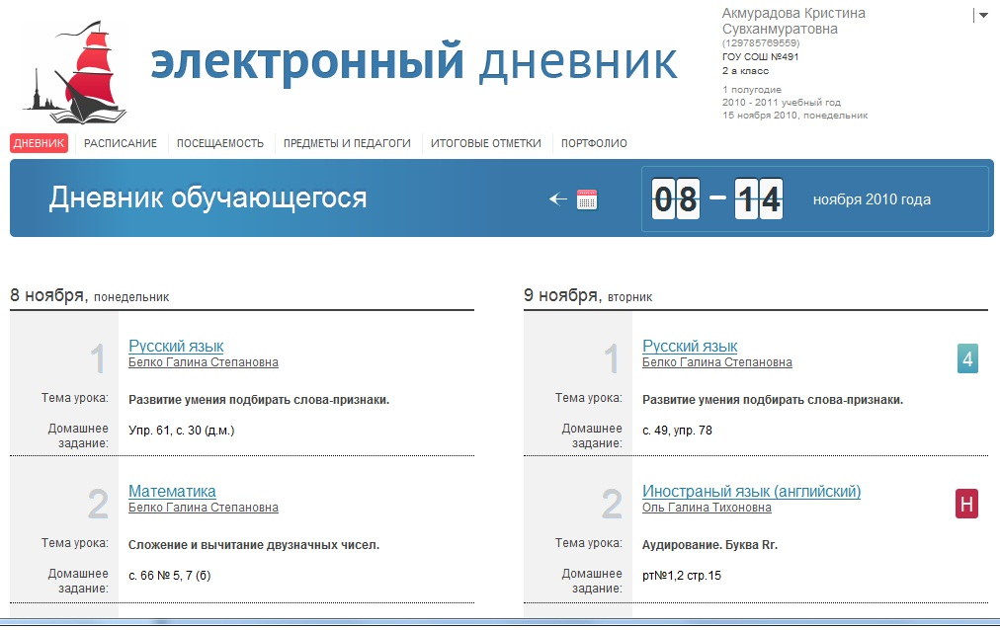 Акмурадова Кристина
Сувханмуратовна
(129785769559)
ГОУ СОШ №491
2 а класс
1 полугодие
2010 - 2011 учебный год
15 ноября 2010, понедельник
электронный дневник
ДНЕВНИК РАСПИСАНИЕ ПОСЕЩАЕМОСТЬ ПРЕДМЕТЫ И ПЕДАГОГИ ИТОГОВЫЕ ОТМЕТКИ ПОРТФОЛИО
Дневник обучающегося 08 – 14 ноября 2010 года
8 ноября, понедельник
1 Русский язык
Белко Галина Степановна
Тема урока: Развитие умения подбирать слова-признаки.
Домашнее задание: Упр. 61, с. 30 (д.м.)
2 Математика
Белко Галина Степановна
Тема урока: Сложение и вычитание двузначных чисел.
Домашнее задание: с. 66 № 5, 7 (б)
9 ноября, вторник
1 Русский язык 4
Белко Галина Степановна
Тема урока: Развитие умения подбирать слова-признаки.
Домашнее задание: с. 49, упр. 78
2 Иностраный язык (английский) Н
Оль Галина Тихоновна
Тема урока: Аудирование. Буква Rr.
Домашнее задание: рт№1,2 стр.15